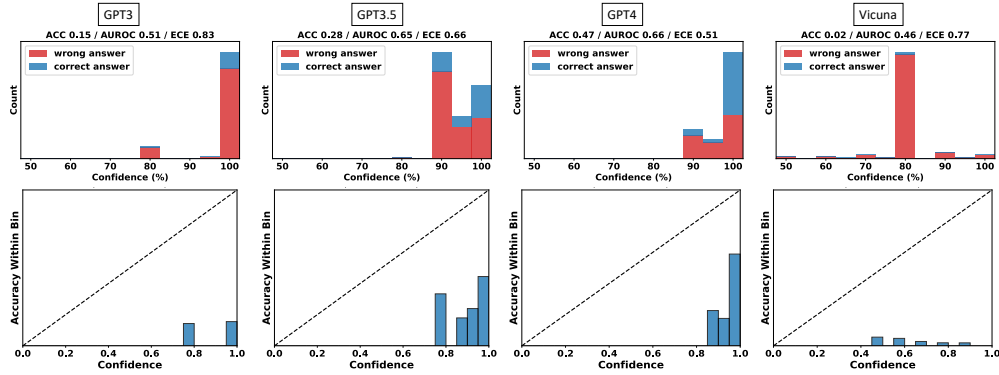 GPT3
GPT3.5
GPT4
Vicuna
ACC 0.15 / AUROC 0.51 / ECE 0.83
ACC 0.28 / AUROC 0.65 / ECE 0.66
ACC 0.47 / AUROC 0.66 / ECE 0.51
ACC 0.02 / AUROC 0.46 / ECE 0.77
Count
wrong answer
correct answer
50 60 70 80 90 100
Confidence (%)
Count
wrong answer
correct answer
50 60 70 80 90 100
Confidence (%)
Count
wrong answer
correct answer
50 60 70 80 90 100
Confidence (%)
Count
wrong answer
correct answer
50 60 70 80 90 100
Confidence (%)
Accuracy Within Bin
0.0 0.2 0.4 0.6 0.8 1.0
Confidence
Accuracy Within Bin
0.0 0.2 0.4 0.6 0.8 1.0
Confidence
Accuracy Within Bin
0.0 0.2 0.4 0.6 0.8 1.0
Confidence
Accuracy Within Bin
0.0 0.2 0.4 0.6 0.8 1.0
Confidence